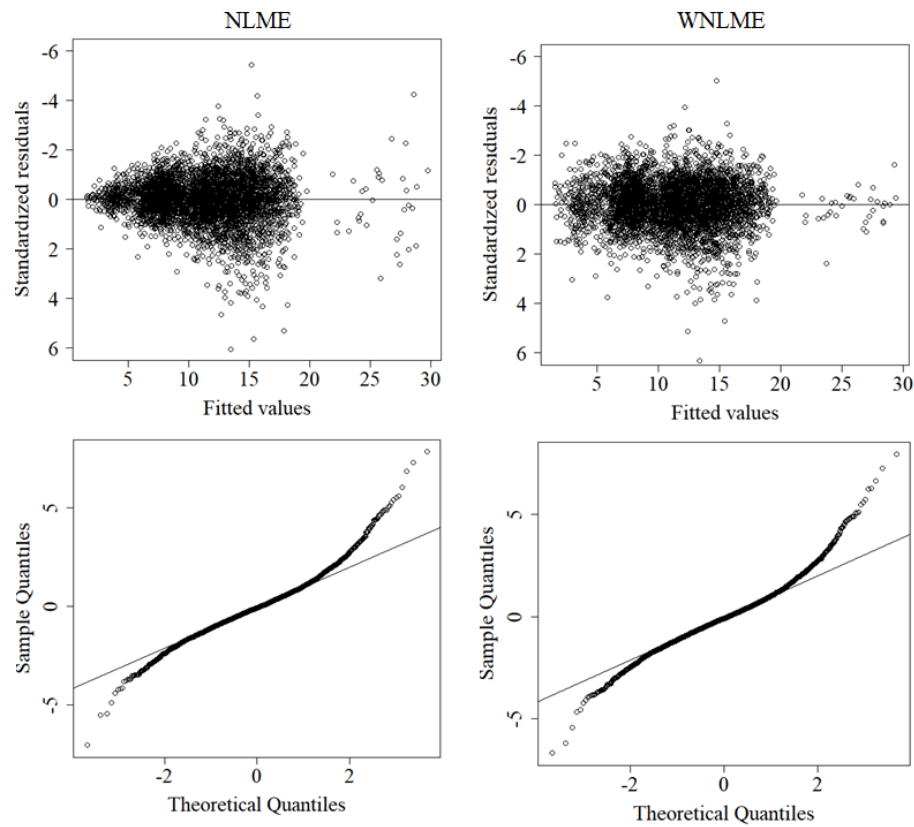 NLME
WNLME
Standardized residuals
-6
-4
-2
0
2
4
6
5 10 15 20 25 30
Fitted values
Standardized residuals
-6
-4
-2
0
2
4
6
5 10 15 20 25 30
Fitted values
Sample Quantiles
5
0
-5
-2 0 2
Theoretical Quantiles
Sample Quantiles
5
0
-5
-2 0 2
Theoretical Quantiles